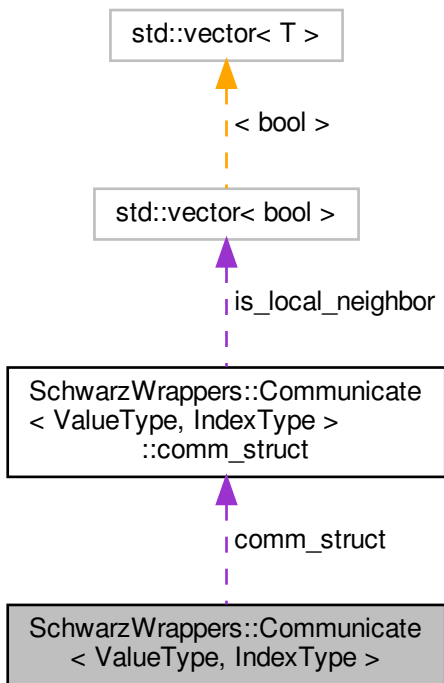 std::vector< T >
< bool >
std::vector< bool >
is_local_neighbor
SchwarzWrappers::Communicate
< ValueType, IndexType >
::comm_struct
comm_struct
SchwarzWrappers::Communicate
< ValueType, IndexType >